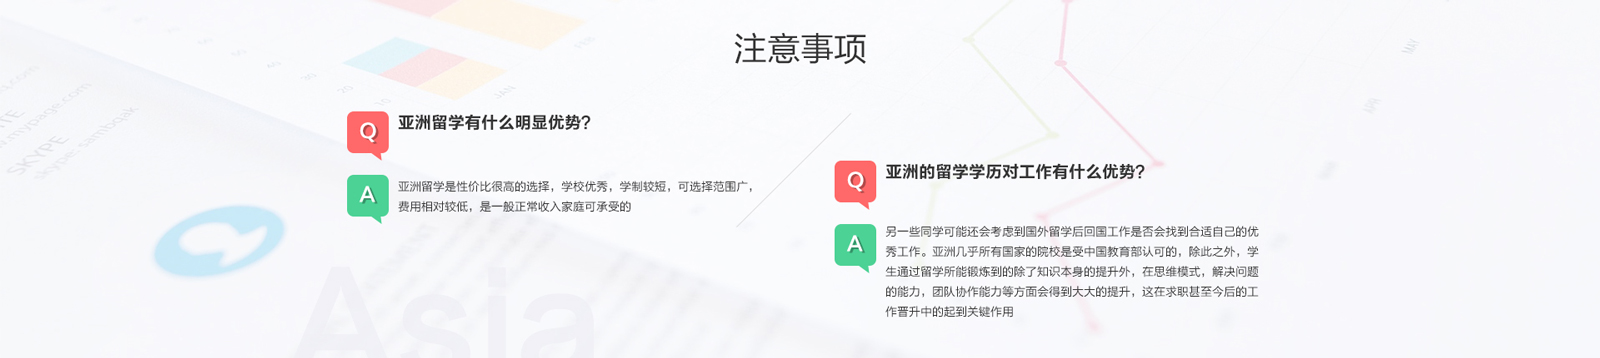 注意事项
Q
亚洲留学有什么明显优势?
A
亚洲留学是性价比很高的选择，学校优秀，学制较短，可选择范围广，
费用相对较低，是一般正常收入家庭可承受的
Q
亚洲的留学学历对工作有什么优势?
A
另一些同学可能还会考虑到国外留学后回国工作是否会找到合适自己的优
秀工作。亚洲几乎所有国家的院校是受中国教育部认可的，除此之外，学
生通过留学所能锻炼到的除了知识本身的提升外，在思维模式，解决问题
的能力，团队协作能力等方面会得到大大的提升，这在求职甚至今后的工
作晋升中的起到关键作用
Asia
SKYPE
JAN